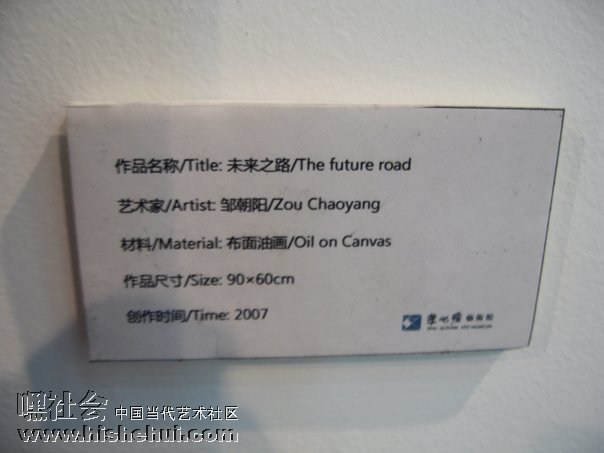 作品名称/Title: 未来之路/The future road
艺术家/Artist: 邹朝阳/Zou Chaoyang
材料/Material: 布面油画/Oil on Canvas
作品尺寸/Size: 90×60cm
创作时间/Time: 2007
嘿社会 中国当代艺术社区
www.hishehui.com